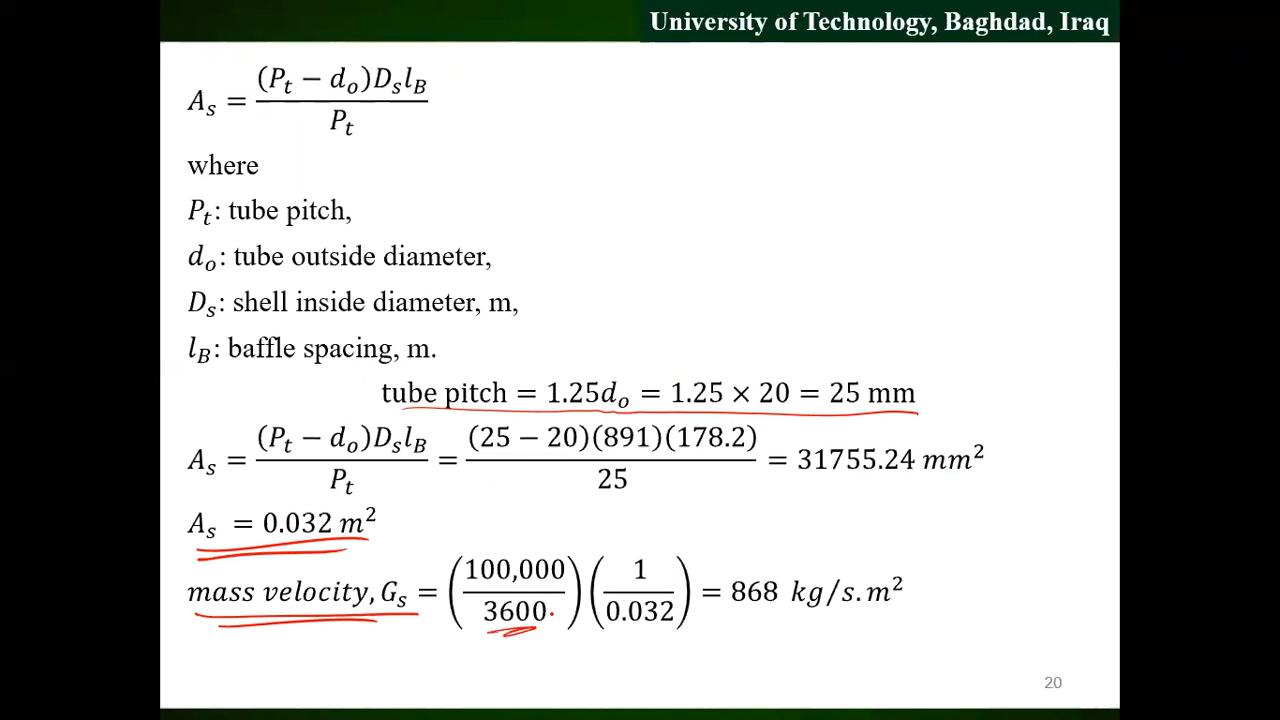 University of Technology, Baghdad, Iraq
A_s = (P_t − d_o)D_s l_B / P_t
where
P_t: tube pitch,
d_o: tube outside diameter,
D_s: shell inside diameter, m,
l_B: baffle spacing, m.
tube pitch = 1.25d_o = 1.25 × 20 = 25 mm
A_s = (P_t − d_o)D_s l_B / P_t = (25 − 20)(891)(178.2) / 25 = 31755.24 mm²
A_s = 0.032 m²
mass velocity, G_s = (100,000 / 3600)(1 / 0.032) = 868 kg/s.m²
20